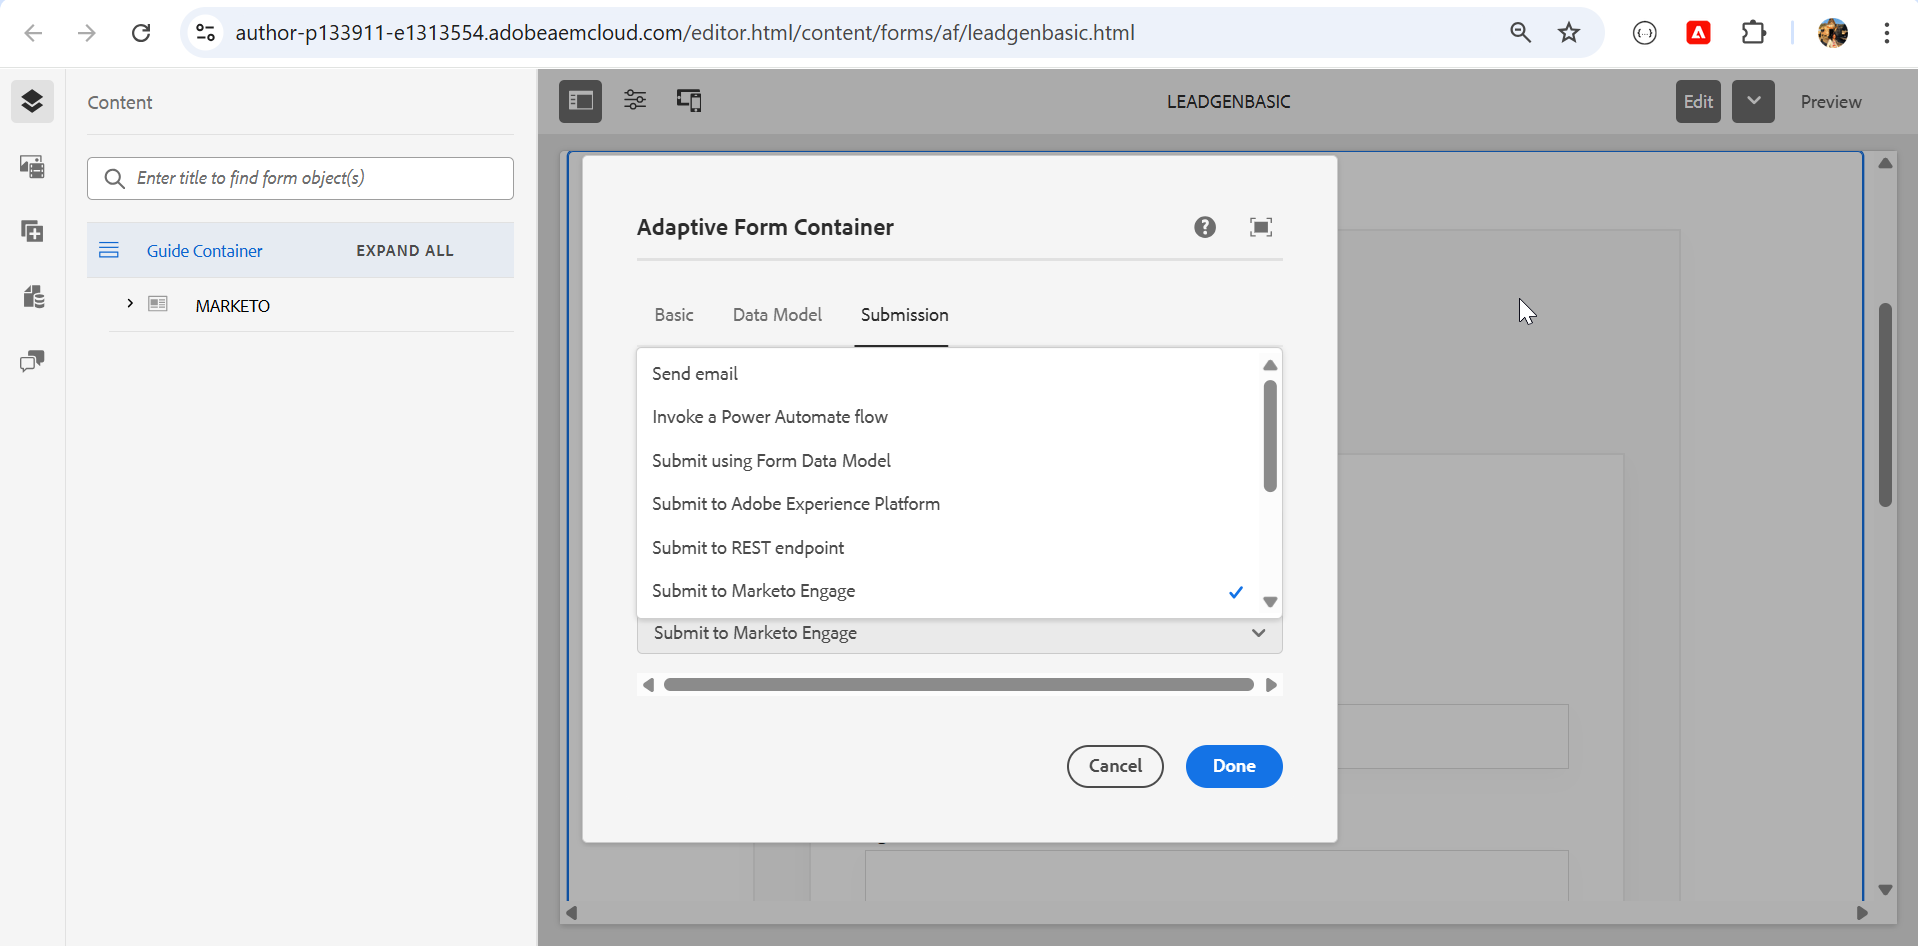 author-p133911-e1313554.adobeaemcloud.com/editor.html/content/forms/af/leadgenbasic.html
Content
Enter title to find form object(s)
Guide Container
EXPAND ALL
MARKETO
LEADGENBASIC
Edit
Preview
Adaptive Form Container
Basic
Data Model
Submission
Send email
Invoke a Power Automate flow
Submit using Form Data Model
Submit to Adobe Experience Platform
Submit to REST endpoint
Submit to Marketo Engage
Submit to Marketo Engage
Cancel
Done